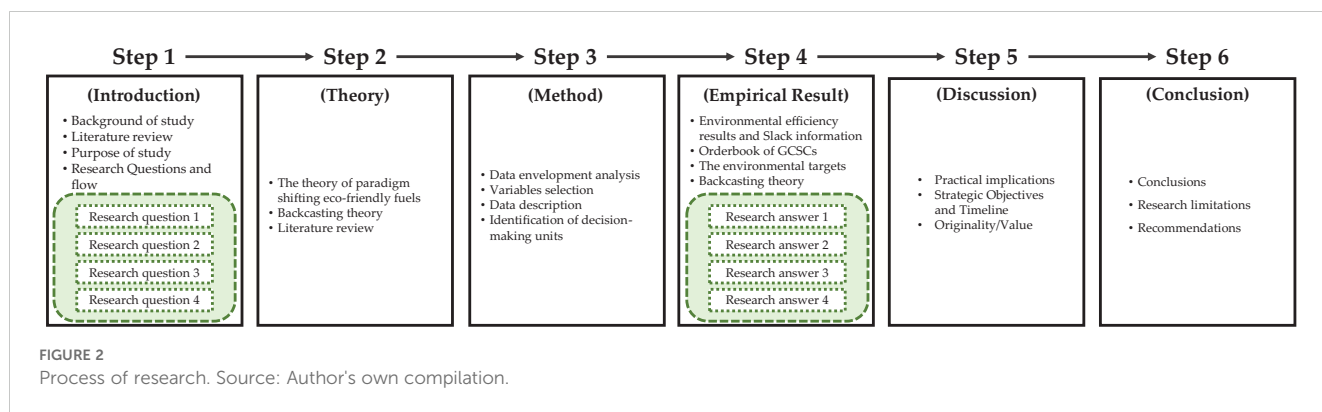 Step 1
Step 2
Step 3
Step 4
Step 5
Step 6
(Introduction)
• Background of study
• Literature review
• Purpose of study
• Research Questions and
flow
Research question 1
Research question 2
Research question 3
Research question 4
(Theory)
• The theory of paradigm
shifting eco-friendly fuels
• Backcasting theory
• Literature review
(Method)
• Data envelopment analysis
• Variables selection
• Data description
• Identification of decision-
making units
(Empirical Result)
• Environmental efficiency
results and Slack information
• Orderbook of GCSCs
• The environmental targets
• Backcasting theory
Research answer 1
Research answer 2
Research answer 3
Research answer 4
(Discussion)
• Practical implications
• Strategic Objectives
and Timeline
• Originality/Value
(Conclusion)
• Conclusions
• Research limitations
• Recommendations
FIGURE 2
Process of research. Source: Author's own compilation.